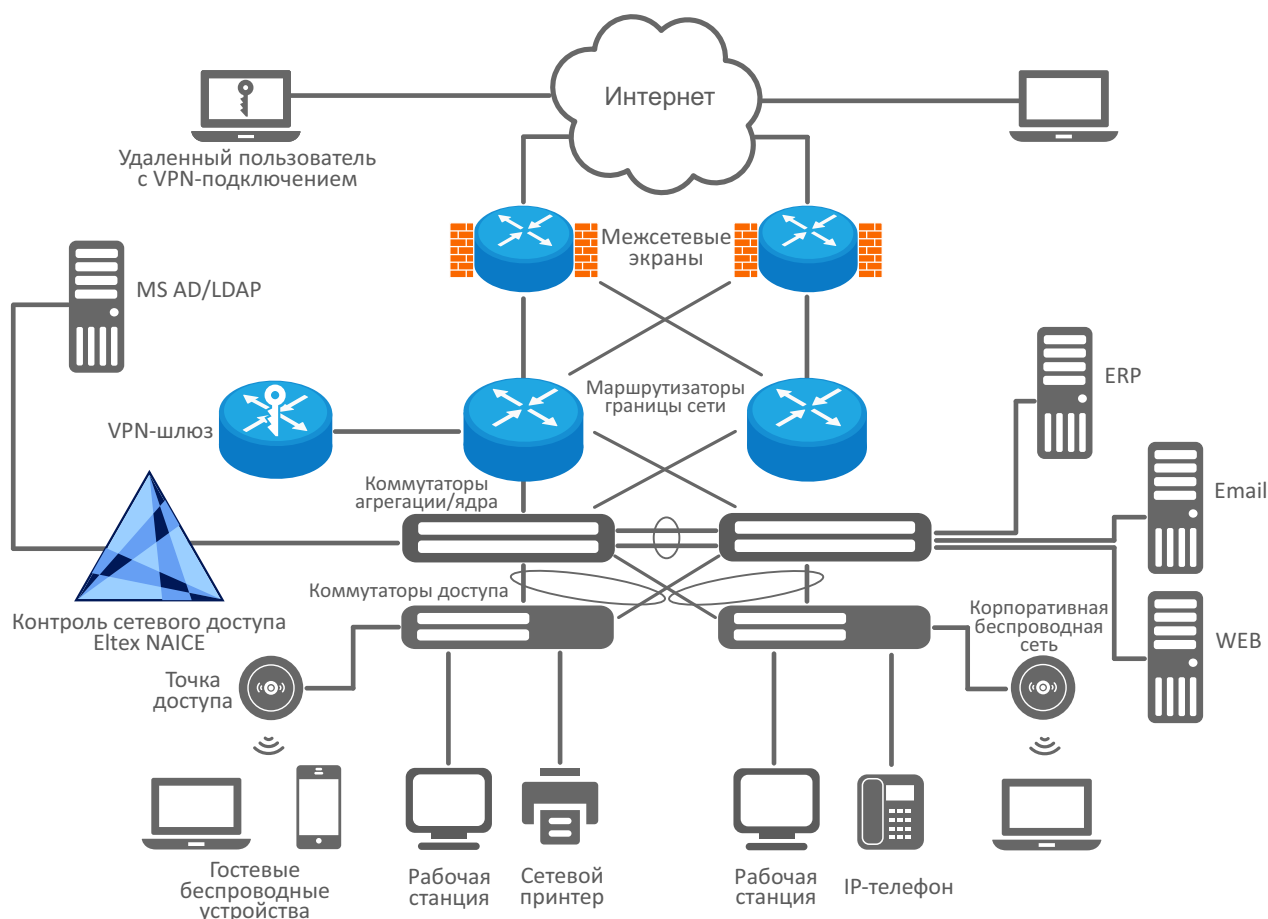 Интернет
Удаленный пользователь
с VPN-подключением
Межсетевые
экраны
MS AD/LDAP
Маршрутизаторы
границы сети
ERP
VPN-шлюз
Коммутаторы
агрегации/ядра
Email
Коммутаторы доступа
Контроль сетевого доступа
Eltex NAICE
Корпоративная
беспроводная
сеть
WEB
Точка
доступа
Гостевые
беспроводные
устройства
Рабочая
станция
Сетевой
принтер
Рабочая
станция
IP-телефон